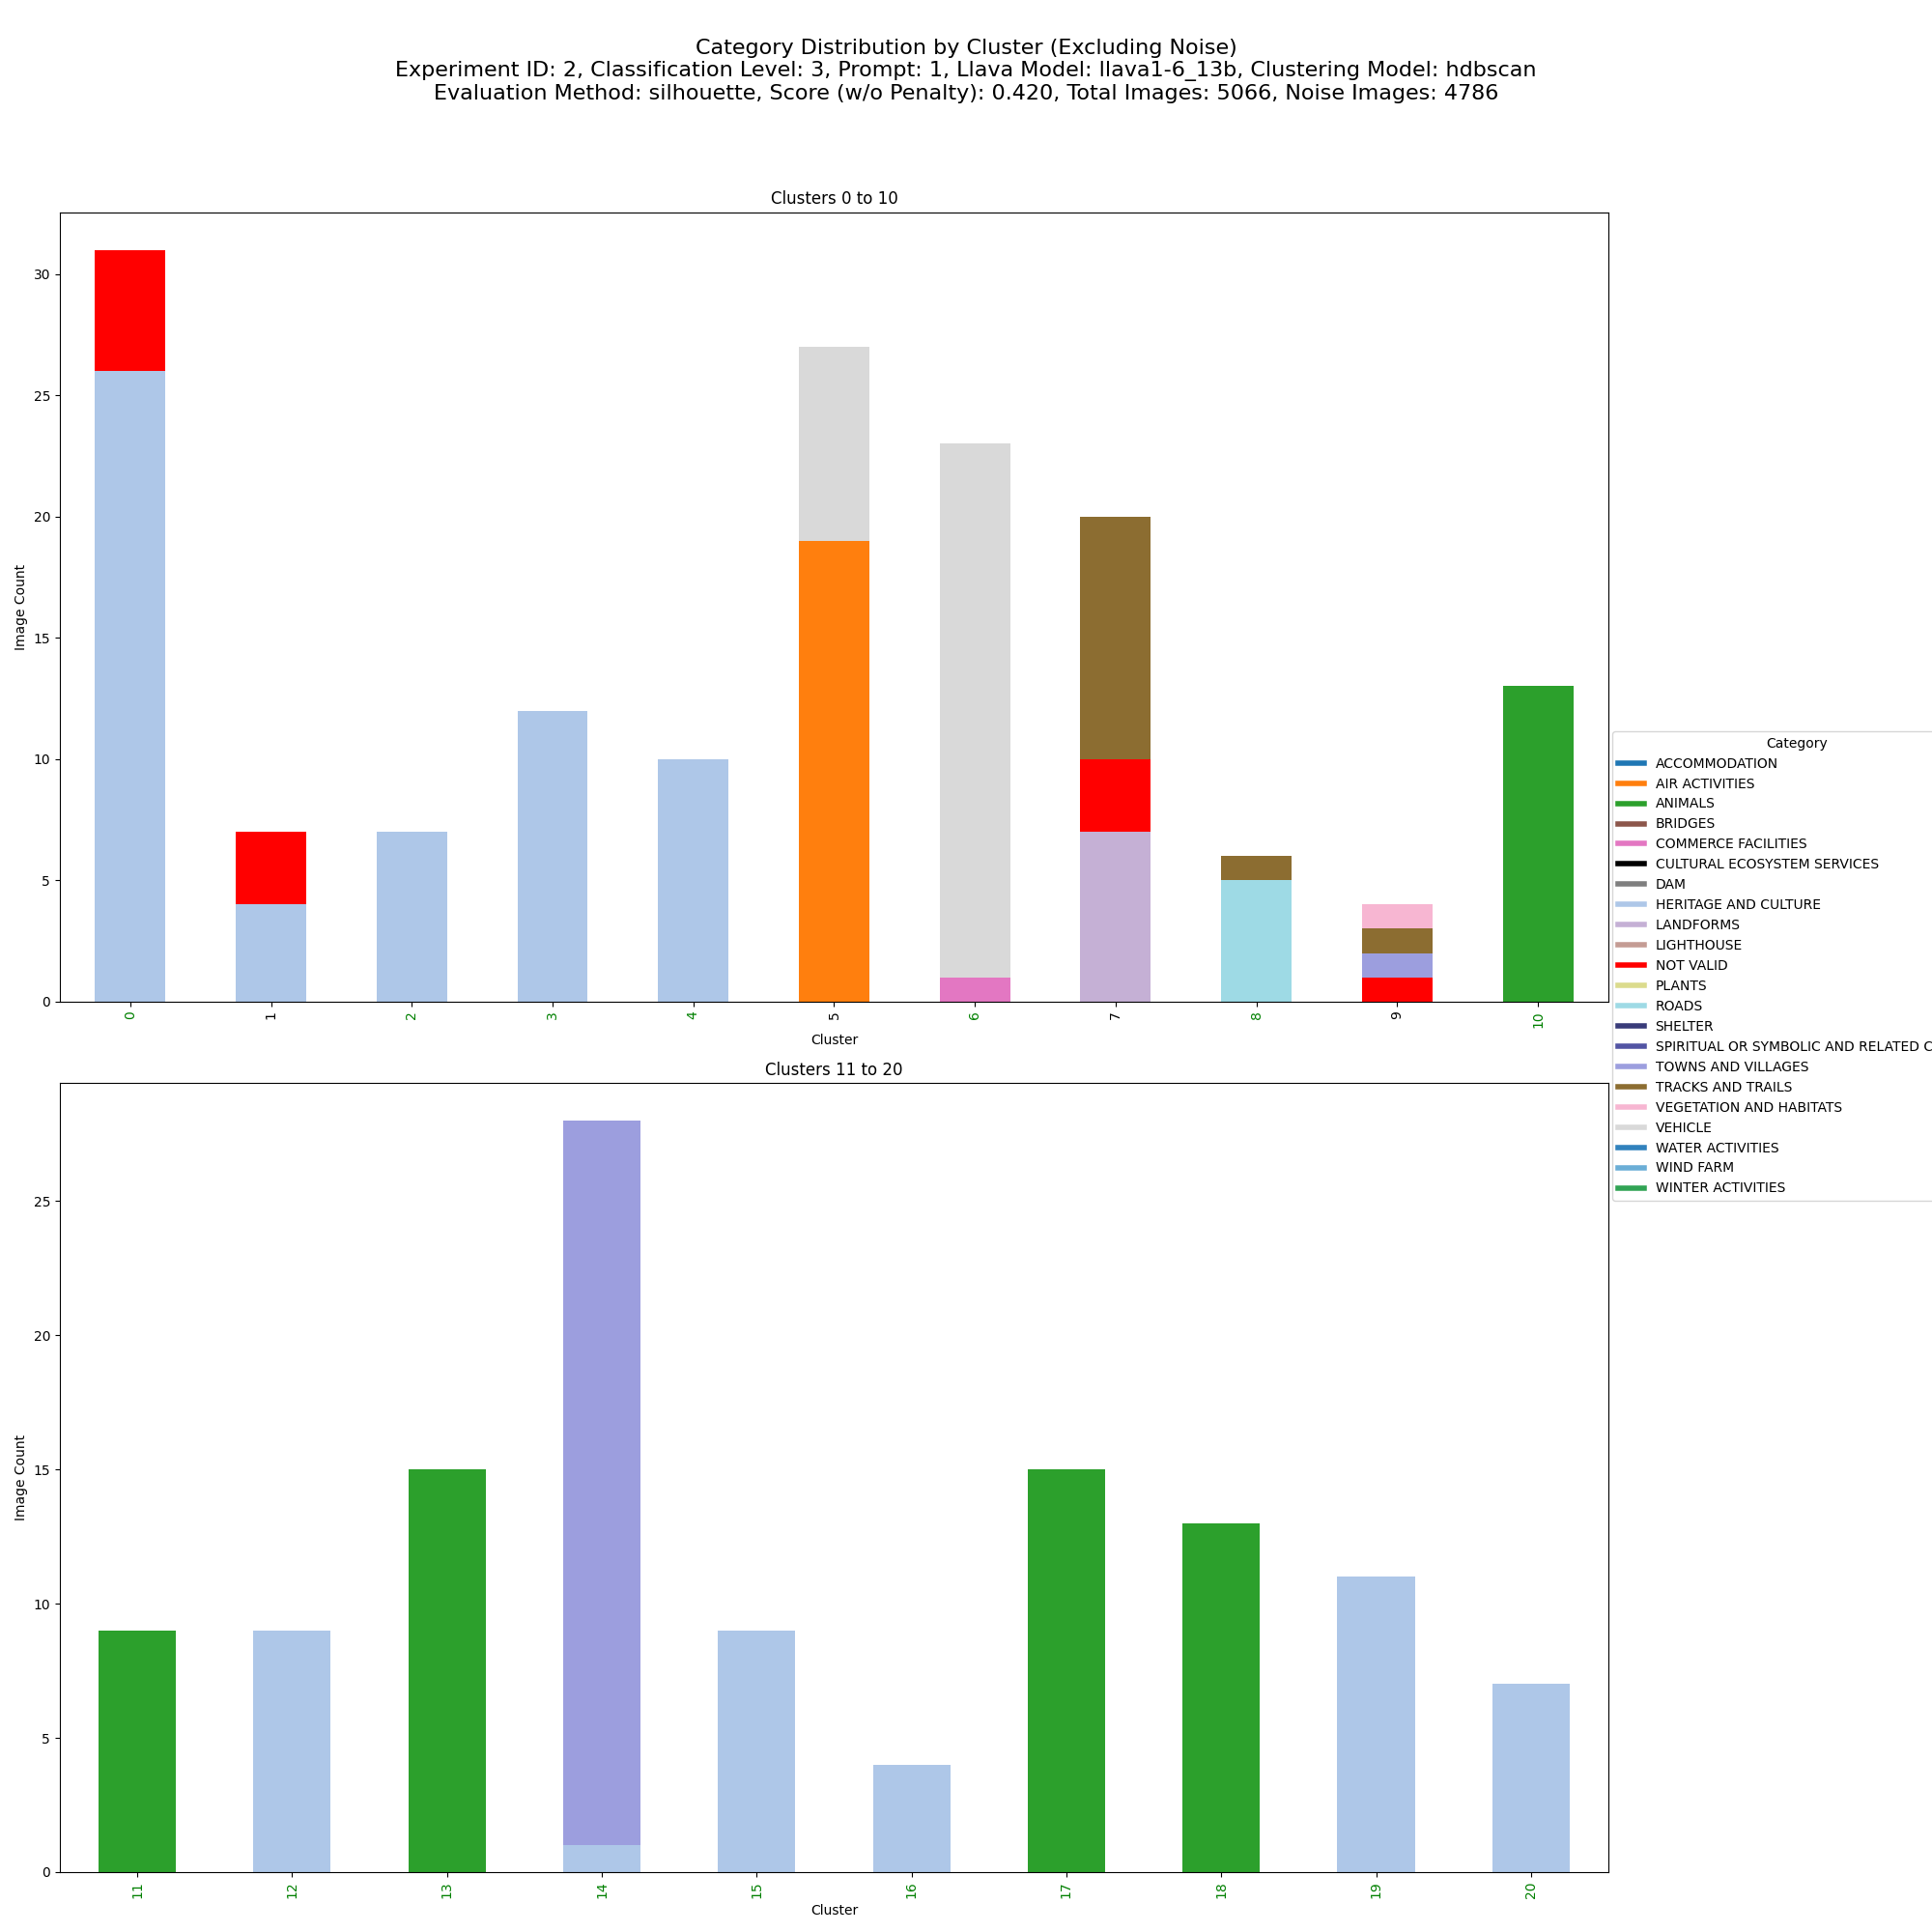 Category Distribution by Cluster (Excluding Noise)
Experiment ID: 2, Classification Level: 3, Prompt: 1, Llava Model: llava1-6_13b, Clustering Model: hdbscan
Evaluation Method: silhouette, Score (w/o Penalty): 0.420, Total Images: 5066, Noise Images: 4786
Clusters 0 to 10
Image Count
30
25
20
15
10
5
0
0 1 2 3 4 5 6 7 8 9 10
Cluster
Category
ACCOMMODATION
AIR ACTIVITIES
ANIMALS
BRIDGES
COMMERCE FACILITIES
CULTURAL ECOSYSTEM SERVICES
DAM
HERITAGE AND CULTURE
LANDFORMS
LIGHTHOUSE
NOT VALID
PLANTS
ROADS
SHELTER
SPIRITUAL OR SYMBOLIC AND RELATED C
TOWNS AND VILLAGES
TRACKS AND TRAILS
VEGETATION AND HABITATS
VEHICLE
WATER ACTIVITIES
WIND FARM
WINTER ACTIVITIES
Clusters 11 to 20
Image Count
25
20
15
10
5
0
11 12 13 14 15 16 17 18 19 20
Cluster